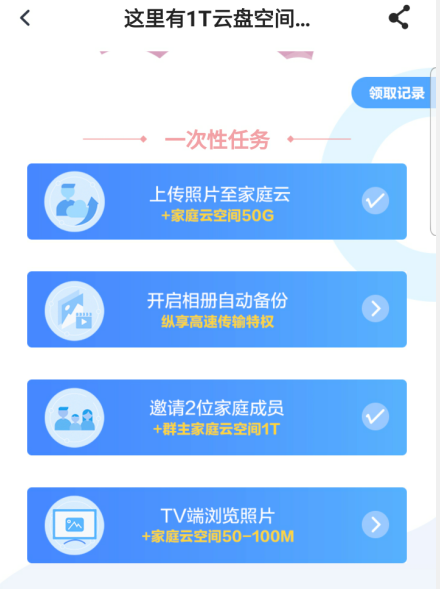 这里有1T云盘空间...
领取记录
一次性任务
上传照片至家庭云
+家庭云空间50G
开启相册自动备份
纵享高速传输特权
邀请2位家庭成员
+群主家庭云空间1T
TV端浏览照片
+家庭云空间50-100M